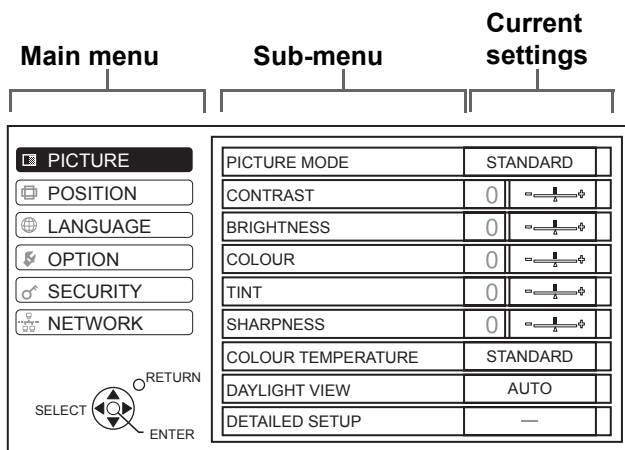 Main menu
Sub-menu
Current
settings
PICTURE
POSITION
LANGUAGE
OPTION
SECURITY
NETWORK
RETURN
SELECT
ENTER
PICTURE MODE STANDARD
CONTRAST 0
BRIGHTNESS 0
COLOUR 0
TINT 0
SHARPNESS 0
COLOUR TEMPERATURE STANDARD
DAYLIGHT VIEW AUTO
DETAILED SETUP —